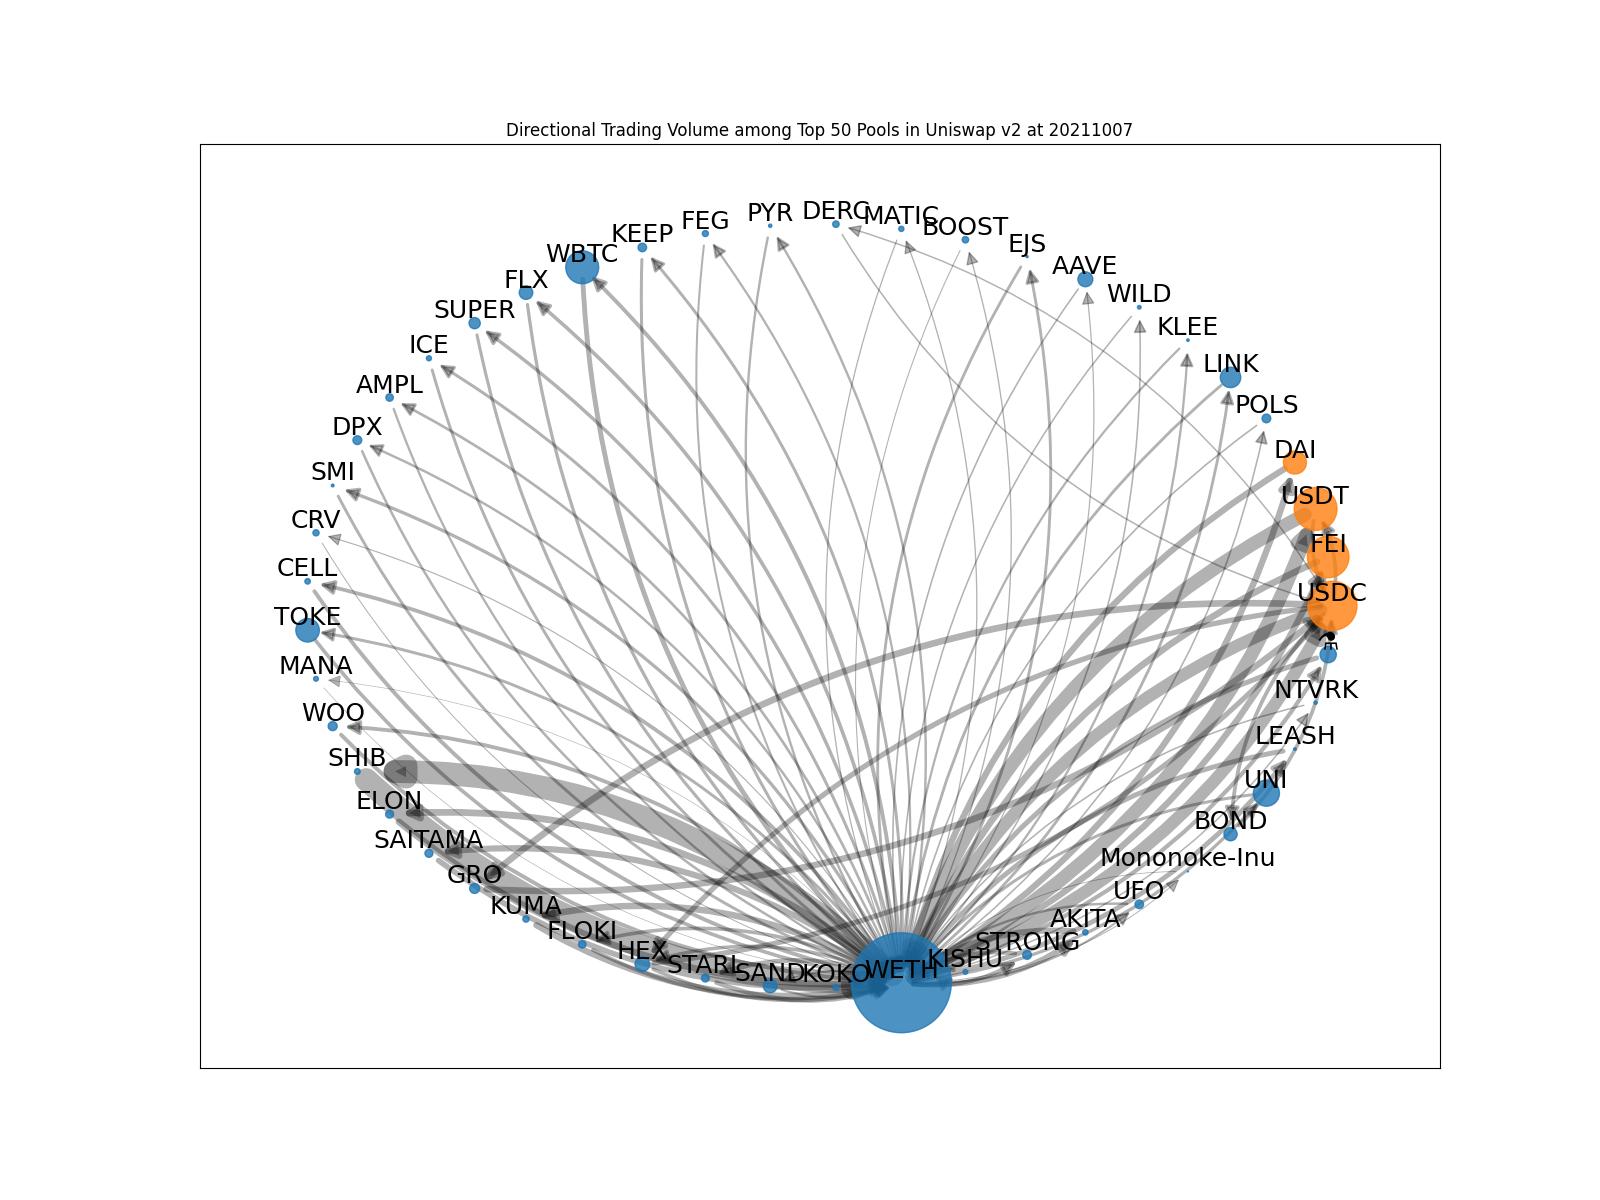 Directional Trading Volume among Top 50 Pools in Uniswap v2 at 20211007
DERC
MATIC
PYR
FEG
BOOST
KEEP
EJS
WBTC
AAVE
FLX
WILD
SUPER
KLEE
ICE
LINK
AMPL
POLS
DPX
DAI
SMI
USDT
CRV
FEI
CELL
USDC
TOKE
MANA
NTVRK
WOO
LEASH
SHIB
UNI
ELON
BOND
SAITAMA
Mononoke-Inu
GRO
UFO
KUMA
AKITA
FLOKI
STRONG
HEX
KISHU
STARL
SAND
KOKO
WETH